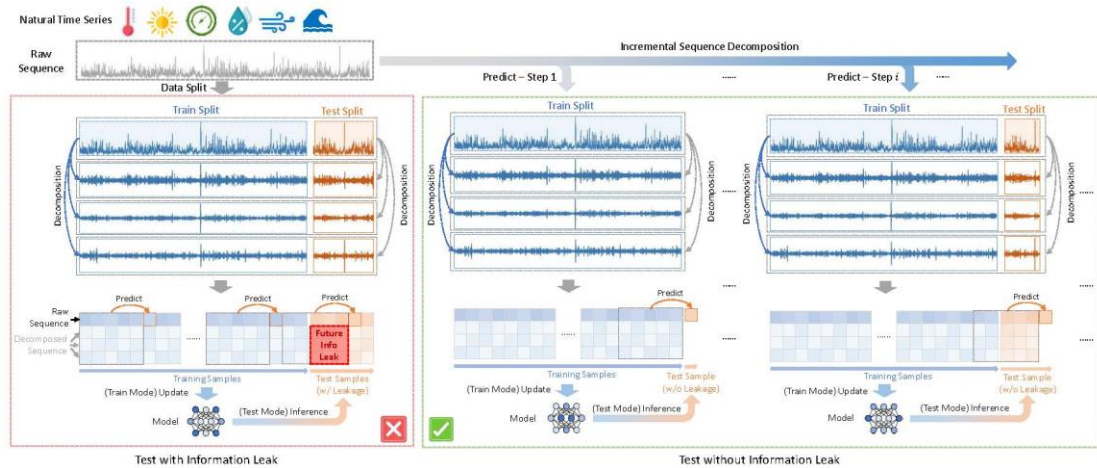 Natural Time Series
Raw
Sequence
Incremental Sequence Decomposition
Data Split
Predict – Step 1
......
Predict – Step i
......
Train Split
Test Split
Decomposition
Decomposition
Train Split
Decomposition
......
Train Split
Test Split
Decomposition
......
......
......
Predict
Predict
Predict
Raw
Sequence
Decomposed
Sequence
......
Future
Info
Leak
Training Samples
Test Samples
(w/ Leakage)
(Train Mode) Update
Model
(Test Mode) Inference
Predict
......
......
Training Samples
Test Sample
(w/o Leakage)
(Train Mode) Update
Model
(Test Mode) Inference
Predict
......
......
Training Samples
Test Sample
(w/o Leakage)
(Train Mode) Update
Model
(Test Mode) Inference
Test with Information Leak
Test without Information Leak